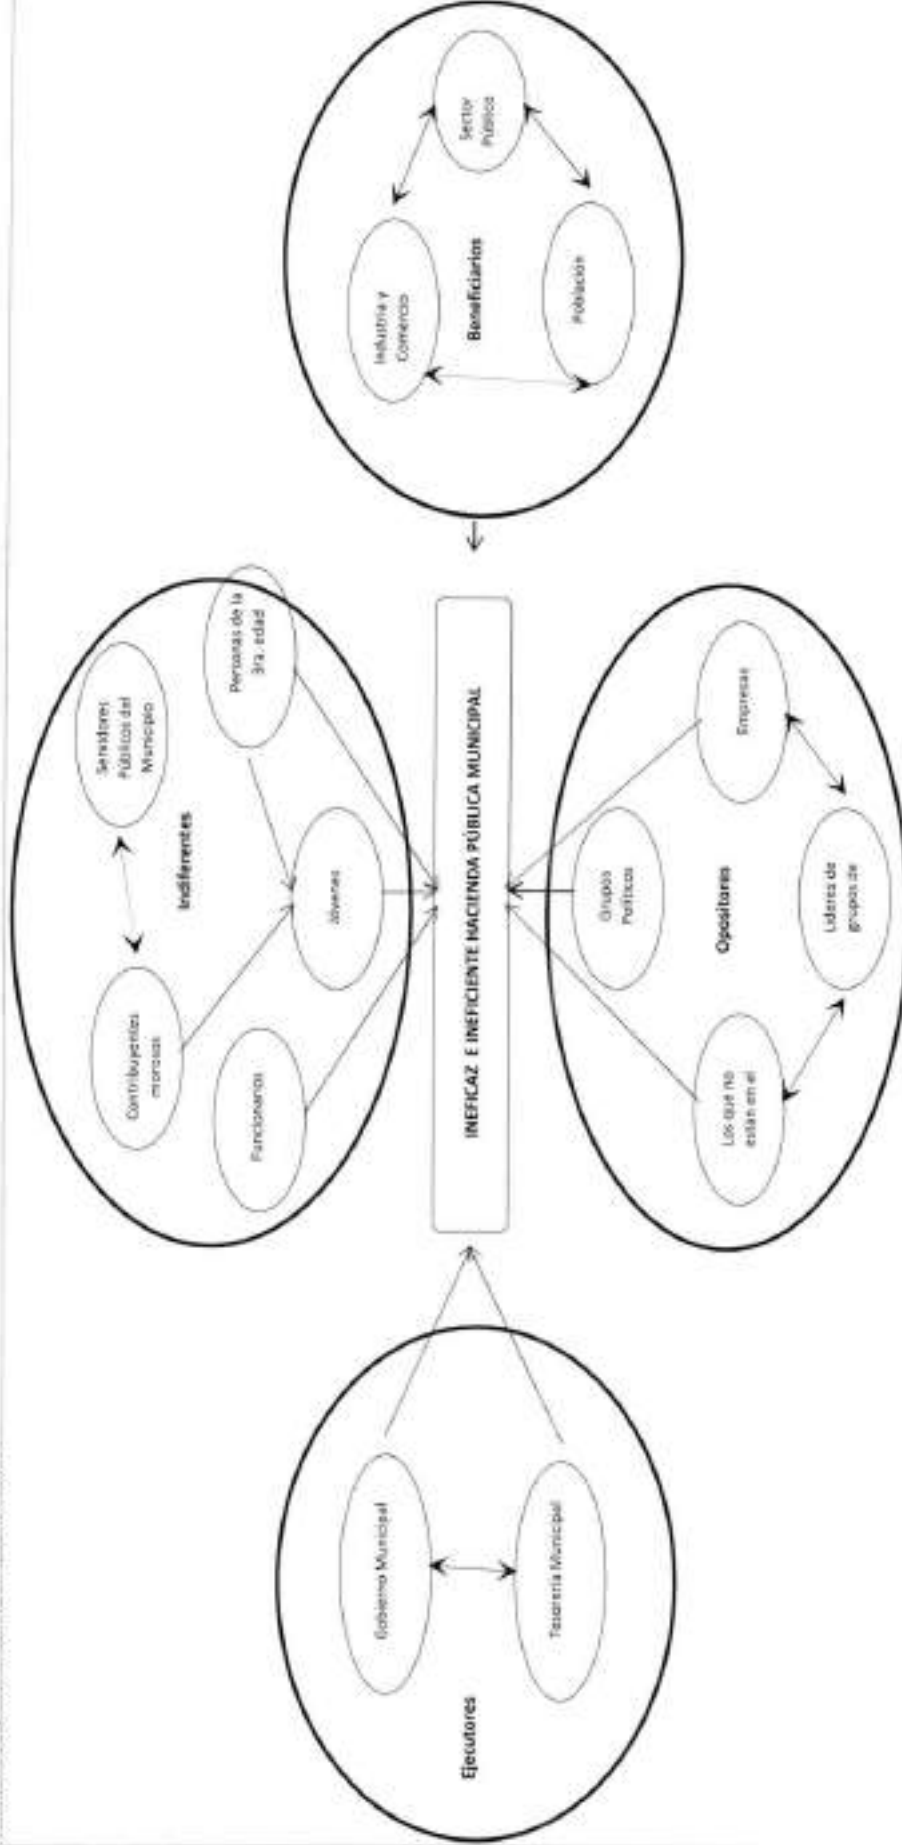 Servidores
Públicos del
Municipio
Contribuyentes
morosos
Indiferentes
Personas de la
3ra. edad
Funcionarios
Jóvenes
Ejecutores
Gobierno Municipal
Tesorería Municipal
INEFICAZ E INEFICIENTE HACIENDA PÚBLICA MUNICIPAL
Industria y
Comercio
Beneficiarios
Sector
Público
Población
Grupos
Políticos
Los que no
están en el
Opositores
Empresas
Lideres de
grupos de